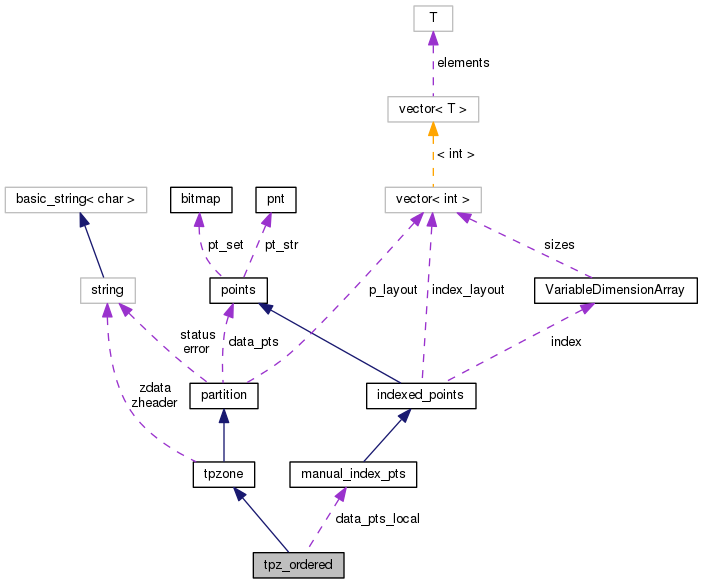 T
elements
vector< T >
< int >
basic_string< char >
bitmap
pnt
vector< int >
pt_set
pt_str
sizes
string
points
p_layout
index_layout
VariableDimensionArray
status
error
data_pts
index
zdata
zheader
partition
indexed_points
tpzone
manual_index_pts
data_pts_local
tpz_ordered